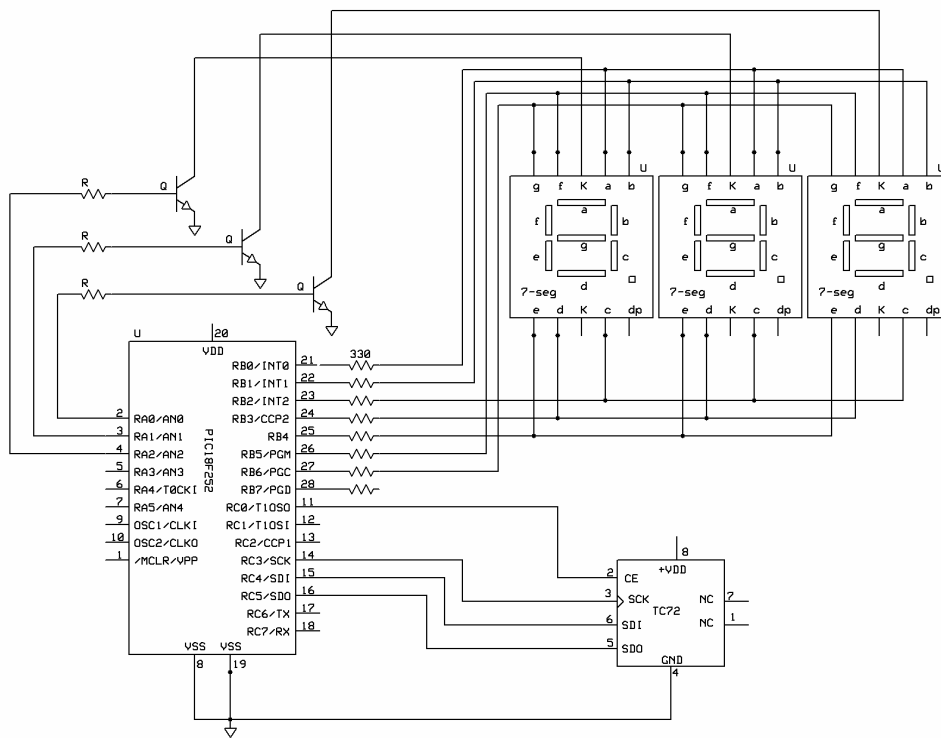 U U U
g f K a b g f K a b g f K a b
a a a
f b f b f b
g g g
e c e c e c
d d d
7-seg 7-seg 7-seg
e d K c dp e d K c dp e d K c dp
R Q
R Q
R Q
U 20
VDD
330
RB0/INT0 21
RB1/INT1 22
RB2/INT2 23
2 RA0/AN0 RB3/CCP2 24
3 RA1/AN1 RB4 25
4 RA2/AN2 RB5/PGM 26
5 RA3/AN3 RB6/PGC 27
6 RA4/T0CKI RB7/PGD 28
7 RA5/AN4 RC0/T1OSO 11
9 OSC1/CLKI RC1/T1OSI 12
10 OSC2/CLKO RC2/CCP1 13
1 /MCLR/VPP RC3/SCK 14
RC4/SDI 15
RC5/SDO 16
RC6/TX 17
RC7/RX 18
PIC18F252
VSS VSS
8 19
8
+VDD
2 CE
3 SCK NC 7
TC72
6 SDI NC 1
5 SDO
GND
4